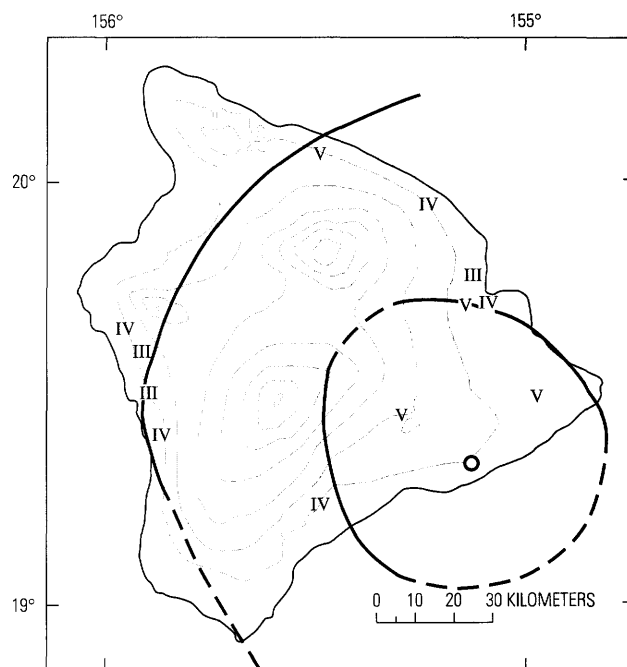 156° 155°
V
20°
IV
III
V IV
IV
III
III
V V
IV
IV
19°
0 10 20 30 KILOMETERS